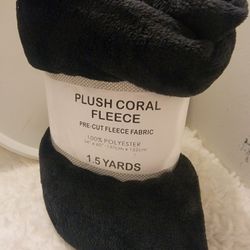 PLUSH CORAL
FLEECE
PRE-CUT FLEECE FABRIC
100% POLYESTER
1.5 YARDS